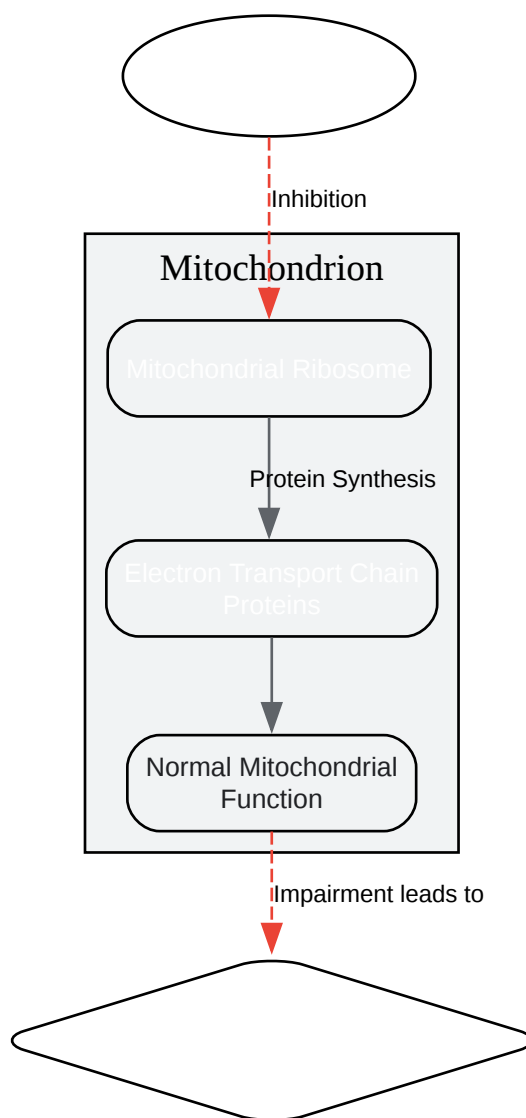 Inhibition
Mitochondrion
Mitochondrial Ribosome
Protein Synthesis
Electron Transport Chain
Proteins
Normal Mitochondrial
Function
Impairment leads to